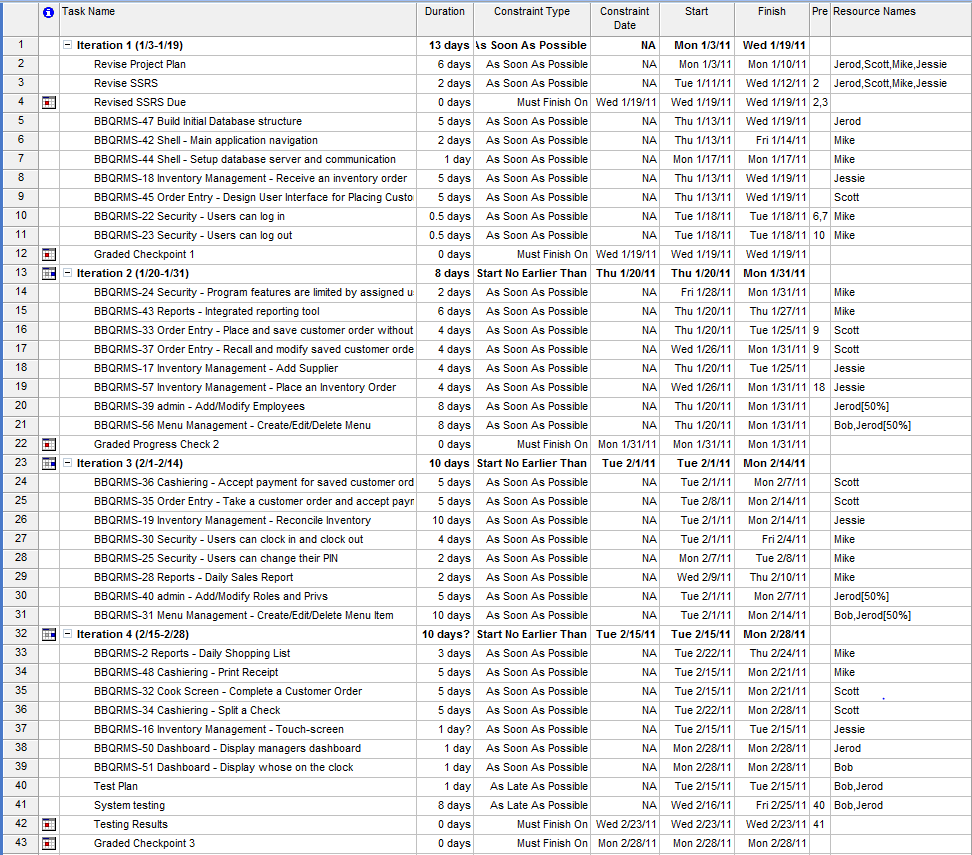 Task Name Duration Constraint Type Constraint Date Start Finish Pre Resource Names
1 Iteration 1 (1/3-1/19) 13 days As Soon As Possible NA Mon 1/3/11 Wed 1/19/11
2 Revise Project Plan 6 days As Soon As Possible NA Mon 1/3/11 Mon 1/10/11 Jerod,Scott,Mike,Jessie
3 Revise SSRS 2 days As Soon As Possible NA Tue 1/11/11 Wed 1/12/11 2 Jerod,Scott,Mike,Jessie
4 Revised SSRS Due 0 days Must Finish On Wed 1/19/11 Wed 1/19/11 Wed 1/19/11 2,3
5 BBQRMS-47 Build Initial Database structure 5 days As Soon As Possible NA Thu 1/13/11 Wed 1/19/11 Jerod
6 BBQRMS-42 Shell - Main application navigation 2 days As Soon As Possible NA Thu 1/13/11 Fri 1/14/11 Mike
7 BBQRMS-44 Shell - Setup database server and communication 1 day As Soon As Possible NA Mon 1/17/11 Mon 1/17/11 Mike
8 BBQRMS-18 Inventory Management - Receive an inventory order 5 days As Soon As Possible NA Thu 1/13/11 Wed 1/19/11 Jessie
9 BBQRMS-45 Order Entry - Design User Interface for Placing Custo 5 days As Soon As Possible NA Thu 1/13/11 Wed 1/19/11 Scott
10 BBQRMS-22 Security - Users can log in 0.5 days As Soon As Possible NA Tue 1/18/11 Tue 1/18/11 6,7 Mike
11 BBQRMS-23 Security - Users can log out 0.5 days As Soon As Possible NA Tue 1/18/11 Tue 1/18/11 10 Mike
12 Graded Checkpoint 1 0 days Must Finish On Wed 1/19/11 Wed 1/19/11 Wed 1/19/11
13 Iteration 2 (1/20-1/31) 8 days Start No Earlier Than Thu 1/20/11 Thu 1/20/11 Mon 1/31/11
14 BBQRMS-24 Security - Program features are limited by assigned u 2 days As Soon As Possible NA Fri 1/28/11 Mon 1/31/11 Mike
15 BBQRMS-43 Reports - Integrated reporting tool 6 days As Soon As Possible NA Thu 1/20/11 Thu 1/27/11 Mike
16 BBQRMS-33 Order Entry - Place and save customer order without 4 days As Soon As Possible NA Thu 1/20/11 Tue 1/25/11 9 Scott
17 BBQRMS-37 Order Entry - Recall and modify saved customer orde 4 days As Soon As Possible NA Wed 1/26/11 Mon 1/31/11 9 Scott
18 BBQRMS-17 Inventory Management - Add Supplier 4 days As Soon As Possible NA Thu 1/20/11 Tue 1/25/11 Jessie
19 BBQRMS-57 Inventory Management - Place an Inventory Order 4 days As Soon As Possible NA Wed 1/26/11 Mon 1/31/11 18 Jessie
20 BBQRMS-39 admin - Add/Modify Employees 8 days As Soon As Possible NA Thu 1/20/11 Mon 1/31/11 Jerod[50%]
21 BBQRMS-56 Menu Management - Create/Edit/Delete Menu 8 days As Soon As Possible NA Thu 1/20/11 Mon 1/31/11 Bob,Jerod[50%]
22 Graded Progress Check 2 0 days Must Finish On Mon 1/31/11 Mon 1/31/11 Mon 1/31/11
23 Iteration 3 (2/1-2/14) 10 days Start No Earlier Than Tue 2/1/11 Tue 2/1/11 Mon 2/14/11
24 BBQRMS-36 Cashiering - Accept payment for saved customer ord 5 days As Soon As Possible NA Tue 2/1/11 Mon 2/7/11 Scott
25 BBQRMS-35 Order Entry - Take a customer order and accept payr 5 days As Soon As Possible NA Tue 2/8/11 Mon 2/14/11 Scott
26 BBQRMS-19 Inventory Management - Reconcile Inventory 10 days As Soon As Possible NA Tue 2/1/11 Mon 2/14/11 Jessie
27 BBQRMS-30 Security - Users can clock in and clock out 4 days As Soon As Possible NA Tue 2/1/11 Fri 2/4/11 Mike
28 BBQRMS-25 Security - Users can change their PIN 2 days As Soon As Possible NA Mon 2/7/11 Tue 2/8/11 Mike
29 BBQRMS-28 Reports - Daily Sales Report 2 days As Soon As Possible NA Wed 2/9/11 Thu 2/10/11 Mike
30 BBQRMS-40 admin - Add/Modify Roles and Privs 5 days As Soon As Possible NA Tue 2/1/11 Mon 2/7/11 Jerod[50%]
31 BBQRMS-31 Menu Management - Create/Edit/Delete Menu Item 10 days As Soon As Possible NA Tue 2/1/11 Mon 2/14/11 Bob,Jerod[50%]
32 Iteration 4 (2/15-2/28) 10 days? Start No Earlier Than Tue 2/15/11 Tue 2/15/11 Mon 2/28/11
33 BBQRMS-2 Reports - Daily Shopping List 3 days As Soon As Possible NA Tue 2/22/11 Thu 2/24/11 Mike
34 BBQRMS-48 Cashiering - Print Receipt 5 days As Soon As Possible NA Tue 2/15/11 Mon 2/21/11 Mike
35 BBQRMS-32 Cook Screen - Complete a Customer Order 5 days As Soon As Possible NA Tue 2/15/11 Mon 2/21/11 Scott
36 BBQRMS-34 Cashiering - Split a Check 5 days As Soon As Possible NA Tue 2/22/11 Mon 2/28/11 Scott
37 BBQRMS-16 Inventory Management - Touch-screen 1 day? As Soon As Possible NA Tue 2/15/11 Tue 2/15/11 Jessie
38 BBQRMS-50 Dashboard - Display managers dashboard 1 day As Soon As Possible NA Mon 2/28/11 Mon 2/28/11 Jerod
39 BBQRMS-51 Dashboard - Display whose on the clock 1 day As Soon As Possible NA Mon 2/28/11 Mon 2/28/11 Bob
40 Test Plan 1 day As Late As Possible NA Tue 2/15/11 Tue 2/15/11 Bob,Jerod
41 System testing 8 days As Late As Possible NA Wed 2/16/11 Fri 2/25/11 40 Bob,Jerod
42 Testing Results 0 days Must Finish On Wed 2/23/11 Wed 2/23/11 Wed 2/23/11 41
43 Graded Checkpoint 3 0 days Must Finish On Mon 2/28/11 Mon 2/28/11 Mon 2/28/11